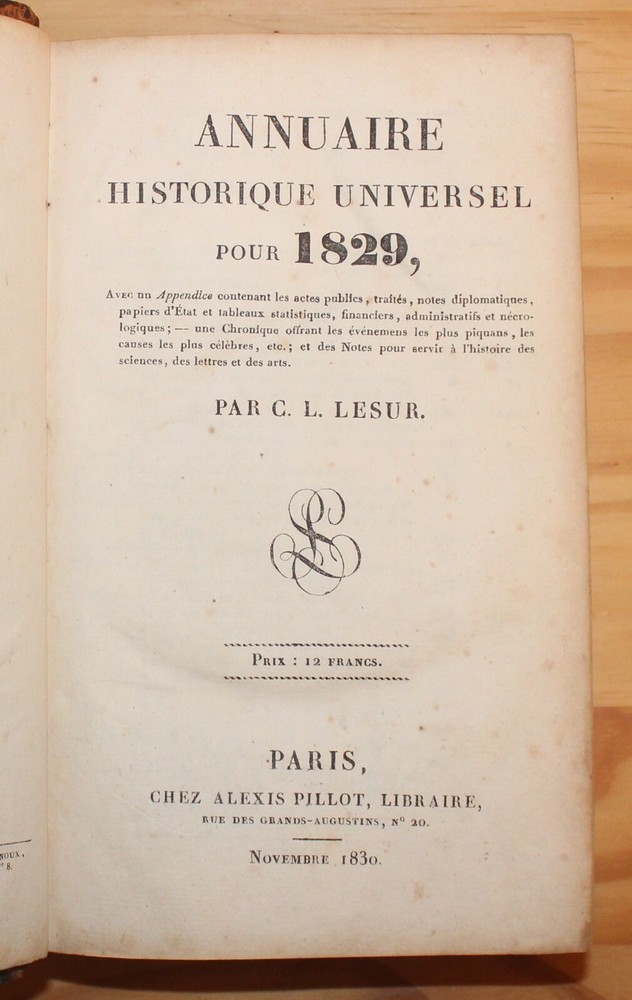 ANNUAIRE
HISTORIQUE UNIVERSEL
POUR 1829,
AVEC un Appendice contenant les actes publics, traités, notes diplomatiques,
papiers d'État et tableaux statistiques, financiers, administratifs et nécro-
logiques; — une Chronique offrant les événemens les plus piquans, les
causes les plus célèbres, etc.; et des Notes pour servir à l'histoire des
sciences, des lettres et des arts.
PAR C. L. LESUR.
PRIX : 12 FRANCS.
PARIS,
CHEZ ALEXIS PILLOT, LIBRAIRE,
RUE DES GRANDS-AUGUSTINS, Nº 20.
NOVEMBRE 1830.
NOUX,
º 8.